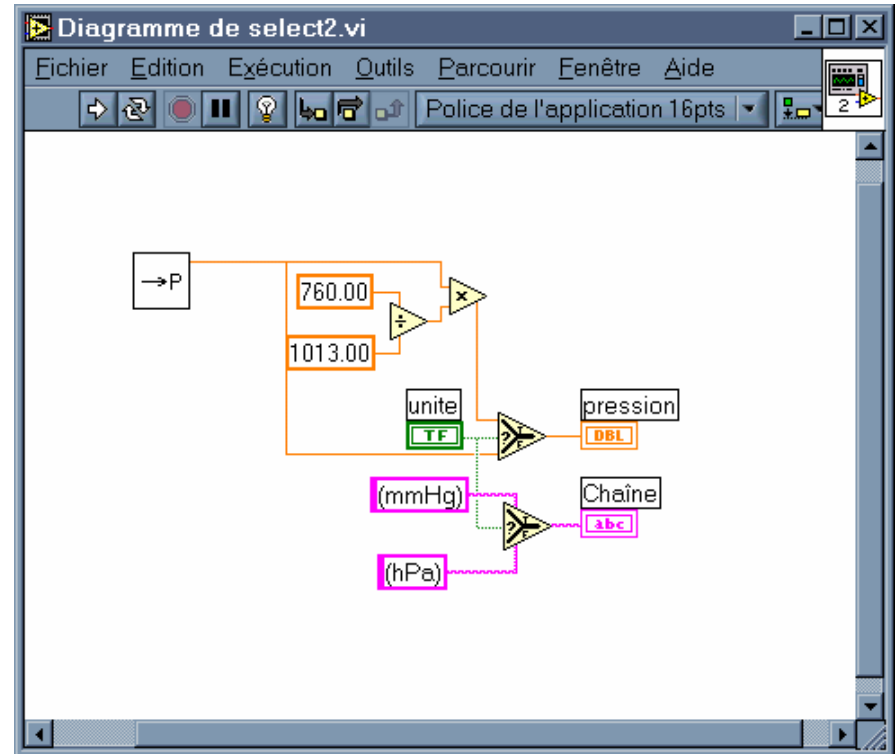 Diagramme de select2.vi
Fichier Edition Exécution Outils Parcourir Fenêtre Aide
Police de l'application 16pts
2
→P
760.00
x
÷
1013.00
unite
TF
? T F
pression
DBL
(mmHg)
Chaîne
? T F
abc
(hPa)